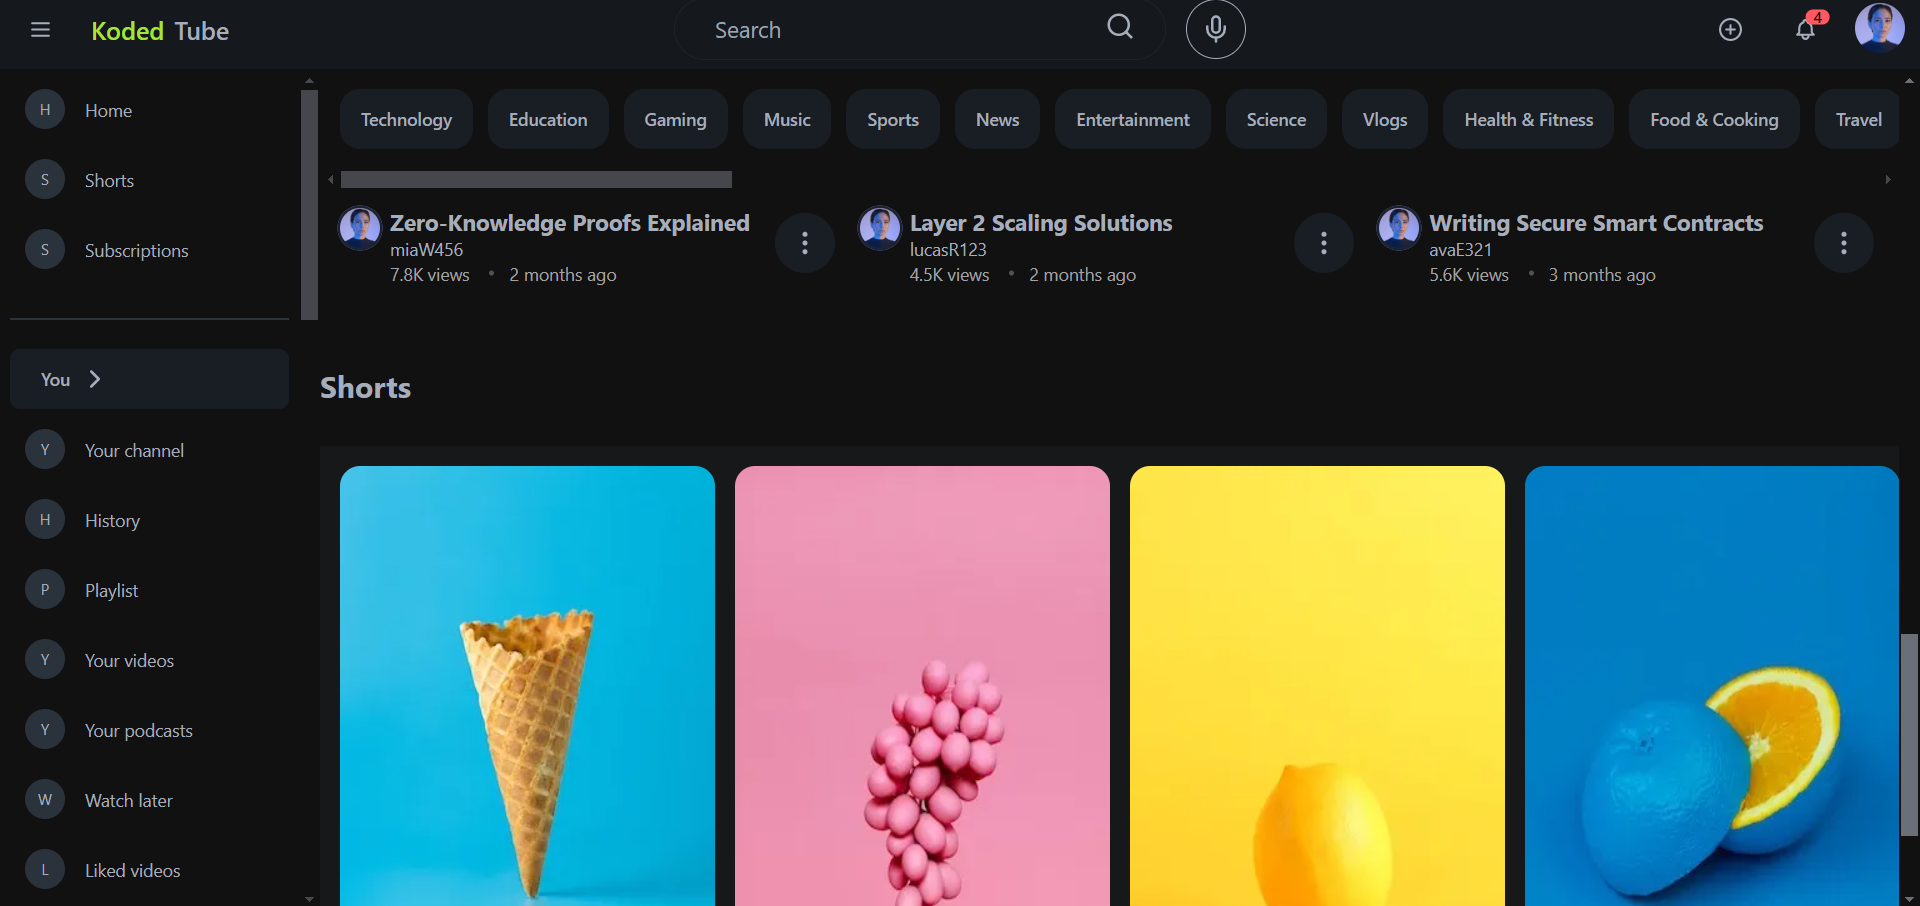 Koded Tube
Search
4
H Home
S Shorts
S Subscriptions
You
Y Your channel
H History
P Playlist
Y Your videos
Y Your podcasts
W Watch later
L Liked videos
Technology Education Gaming Music Sports News Entertainment Science Vlogs Health & Fitness Food & Cooking Travel
Zero-Knowledge Proofs Explained
miaW456
7.8K views • 2 months ago
Layer 2 Scaling Solutions
lucasR123
4.5K views • 2 months ago
Writing Secure Smart Contracts
avaE321
5.6K views • 3 months ago
Shorts